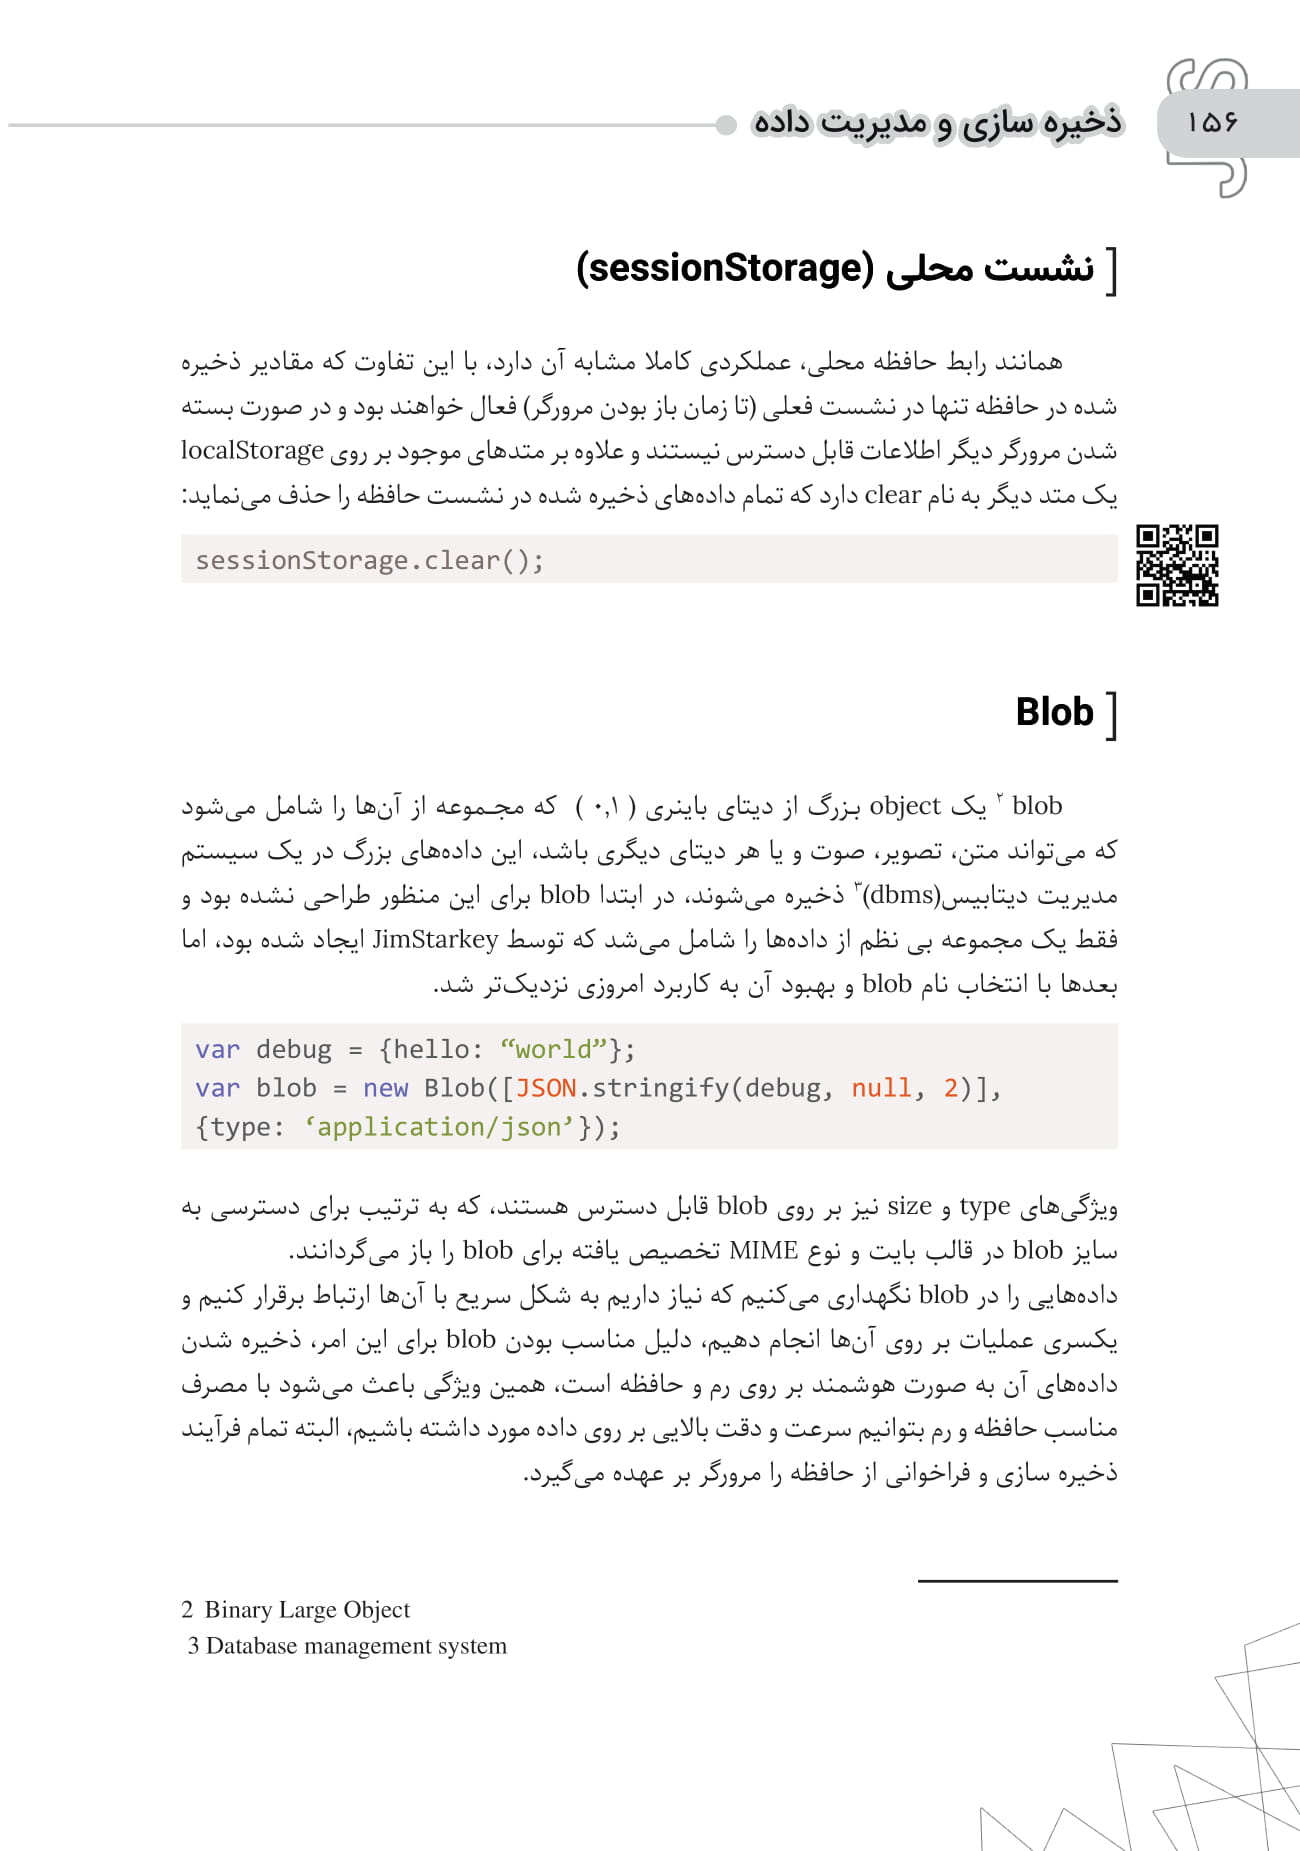 ۱۵۶
ذخیره سازی و مدیریت داده
نشست محلی (sessionStorage)
همانند رابط حافظه محلی، عملکردی کاملا مشابه آن دارد، با این تفاوت که مقادیر ذخیره
شده در حافظه تنها در نشست فعلی (تا زمان باز بودن مرورگر) فعال خواهند بود و در صورت بسته
شدن مرورگر دیگر اطلاعات قابل دسترس نیستند و علاوه بر متدهای موجود بر روی localStorage
یک متد دیگر به نام clear دارد که تمام داده‌های ذخیره شده در نشست حافظه را حذف می‌نماید:
sessionStorage.clear();
Blob
blob ۲ یک object بزرگ از دیتای باینری ( ۰,۱ ) که مجموعه از آن‌ها را شامل می‌شود
که می‌تواند متن، تصویر، صوت و یا هر دیتای دیگری باشد، این داده‌های بزرگ در یک سیستم
مدیریت دیتابیس(dbms)۳ ذخیره می‌شوند، در ابتدا blob برای این منظور طراحی نشده بود و
فقط یک مجموعه بی نظم از داده‌ها را شامل می‌شد که توسط JimStarkey ایجاد شده بود، اما
بعدها با انتخاب نام blob و بهبود آن به کاربرد امروزی نزدیک‌تر شد.
var debug = {hello: “world”};
var blob = new Blob([JSON.stringify(debug, null, 2)],
{type: ‘application/json’});
ویژگی‌های type و size نیز بر روی blob قابل دسترس هستند، که به ترتیب برای دسترسی به
سایز blob در قالب بایت و نوع MIME تخصیص یافته برای blob را باز می‌گردانند.
داده‌هایی را در blob نگهداری می‌کنیم که نیاز داریم به شکل سریع با آن‌ها ارتباط برقرار کنیم و
یکسری عملیات بر روی آن‌ها انجام دهیم، دلیل مناسب بودن blob برای این امر، ذخیره شدن
داده‌های آن به صورت هوشمند بر روی رم و حافظه است، همین ویژگی باعث می‌شود با مصرف
مناسب حافظه و رم بتوانیم سرعت و دقت بالایی بر روی داده مورد داشته باشیم، البته تمام فرآیند
ذخیره سازی و فراخوانی از حافظه را مرورگر بر عهده می‌گیرد.
2 Binary Large Object
3 Database management system